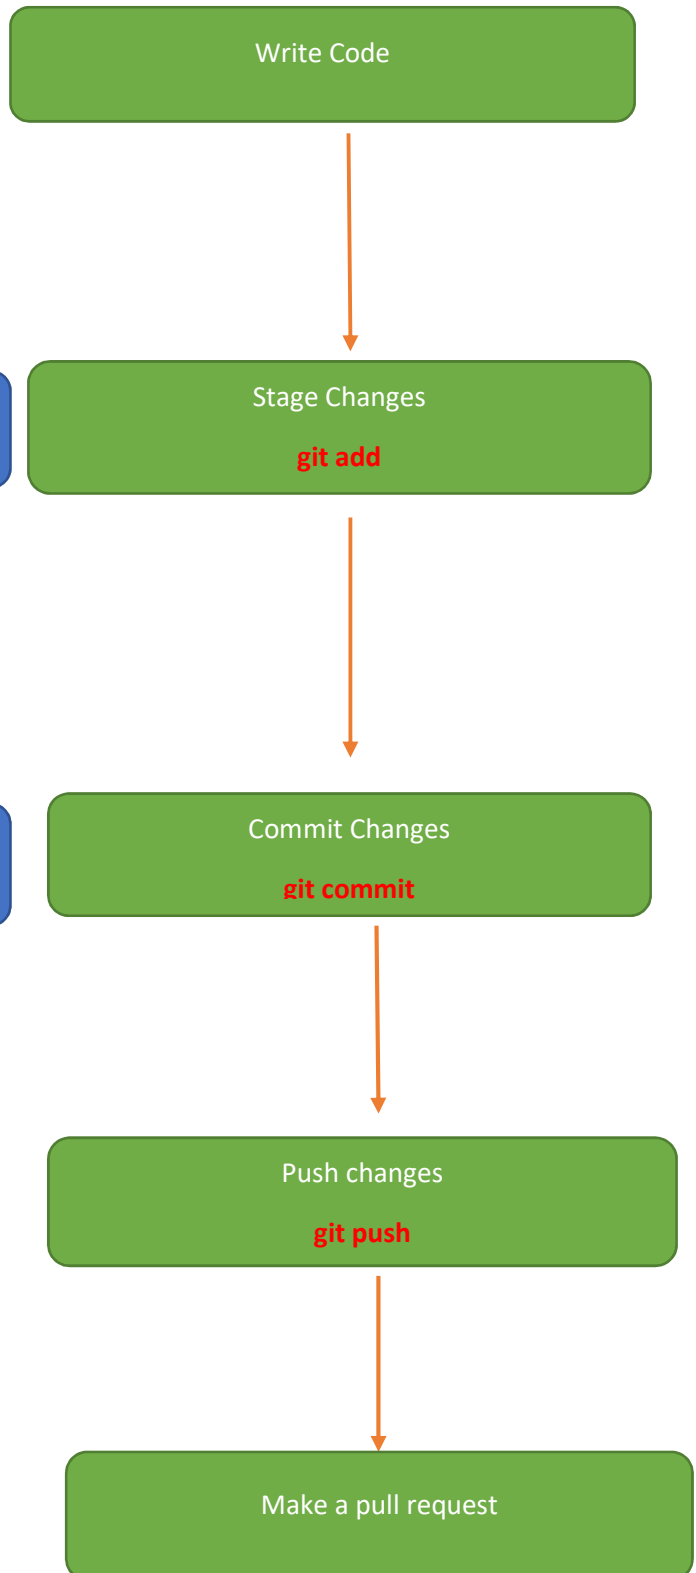 Write Code
Stage Changes
git add
Commit Changes
git commit
Push changes
git push
Make a pull request